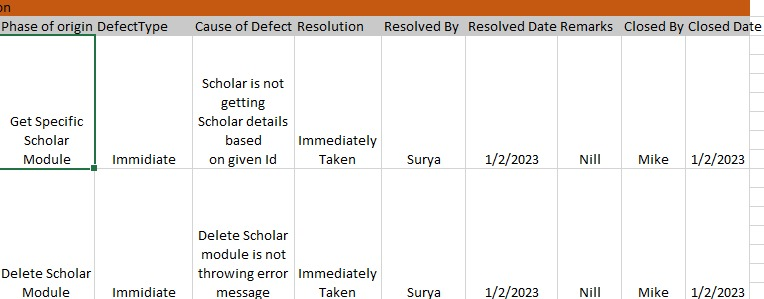 on
Phase of origin DefectType Cause of Defect Resolution Resolved By Resolved Date Remarks Closed By Closed Date
Scholar is not
getting
Scholar details
Get Specific based
Scholar on given Id Immediately
Module Immidiate Taken Surya 1/2/2023 Nill Mike 1/2/2023
Delete Scholar
module is not
Delete Scholar throwing error Immediately
Module Immidiate message Taken Surya 1/2/2023 Nill Mike 1/2/2023